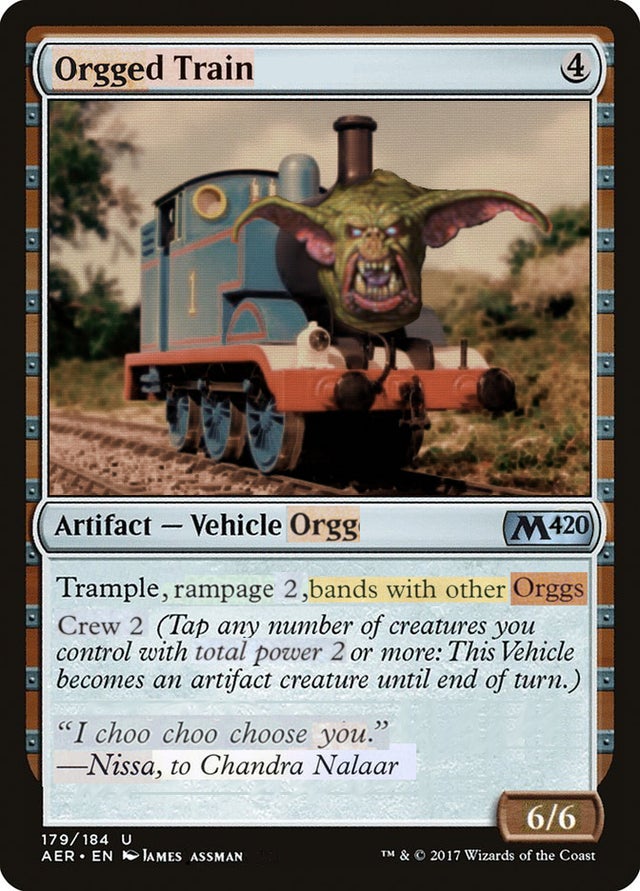 Orgged Train 4
1
Artifact — Vehicle Orgg M420
Trample, rampage 2, bands with other Orggs
Crew 2 (Tap any number of creatures you
control with total power 2 or more: This Vehicle
becomes an artifact creature until end of turn.)
“I choo choo choose you.”
—Nissa, to Chandra Nalaar
6/6
179/184 U
AER • EN JAMES ASSMAN
™ & © 2017 Wizards of the Coast